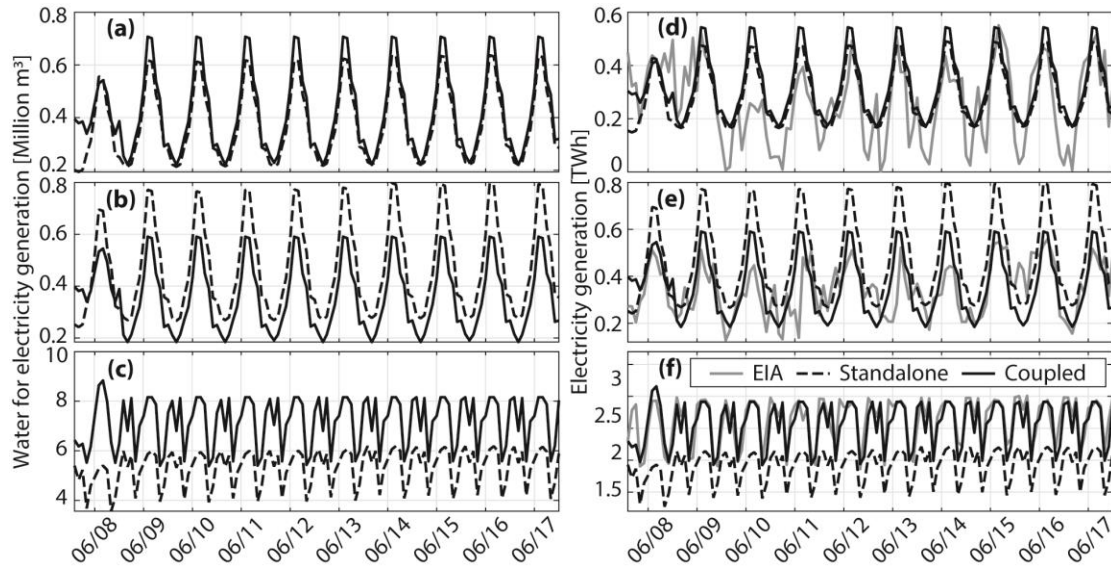 0.8
(a)
0.6
0.4
0.2
0.8
(b)
0.6
0.4
0.2
10
(c)
8
6
4
Water for electricity generation [Million m³]
06/08 06/09 06/10 06/11 06/12 06/13 06/14 06/15 06/16 06/17
0.6
(d)
0.4
0.2
0
0.8
(e)
0.6
0.4
0.2
(f) EIA Standalone Coupled
3
2.5
2
1.5
Electricity generation [TWh]
06/08 06/09 06/10 06/11 06/12 06/13 06/14 06/15 06/16 06/17